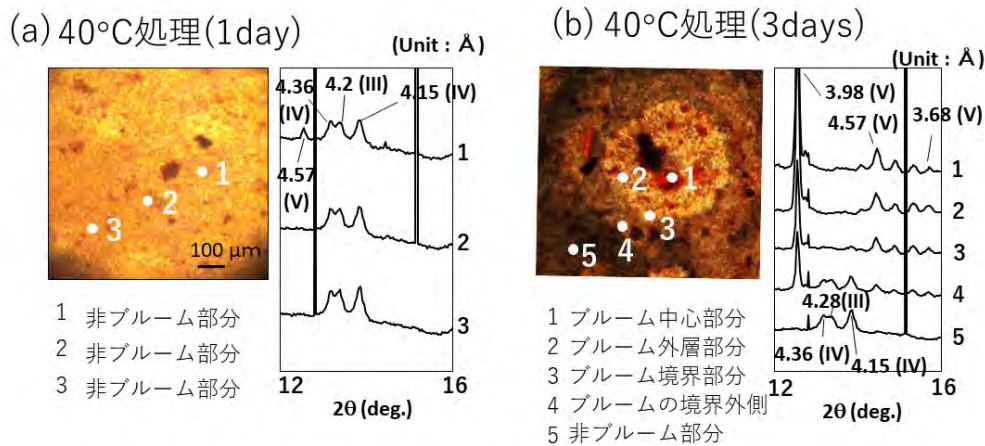 (a) 40°C処理(1day)
(Unit : Å)
4.36
(IV)
4.2 (III)
4.15 (IV)
4.57
(V)
1
2
3
1
2
3
100 μm
1 非ブルーム部分
2 非ブルーム部分
3 非ブルーム部分
12
16
2θ (deg.)
(b) 40°C処理(3days)
(Unit : Å)
3.98 (V)
4.57 (V)
3.68 (V)
2
1
3
4
5
1
2
3
4
5
4.28(III)
4.36 (IV)
4.15 (IV)
1 ブルーム中心部分
2 ブルーム外層部分
3 ブルーム境界部分
4 ブルームの境界外側
5 非ブルーム部分
12
16
2θ (deg.)